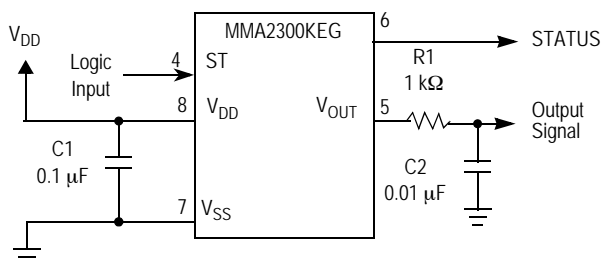 MMA2300KEG
6
STATUS
V_DD
Logic
Input
4
ST
R1
1 kΩ
8
V_DD
V_OUT
5
Output
Signal
C1
0.1 μF
C2
0.01 μF
7
V_SS